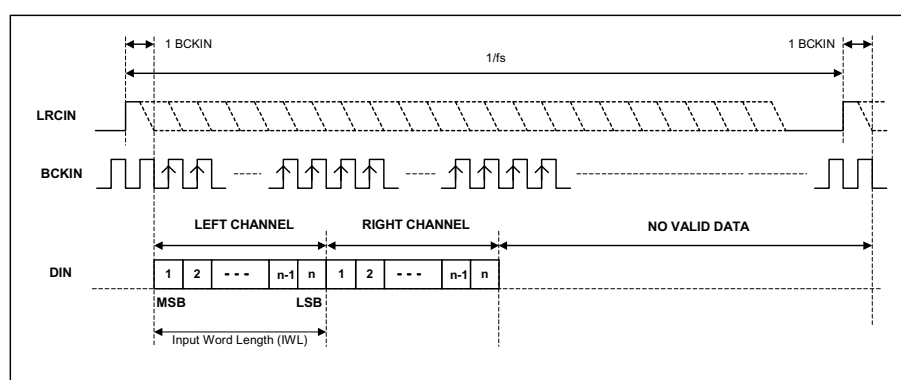 1 BCKIN
1 BCKIN
1/fs
LRCIN
BCKIN
LEFT CHANNEL
RIGHT CHANNEL
NO VALID DATA
DIN
1 2 - - - n-1 n 1 2 - - - n-1 n
MSB
LSB
Input Word Length (IWL)